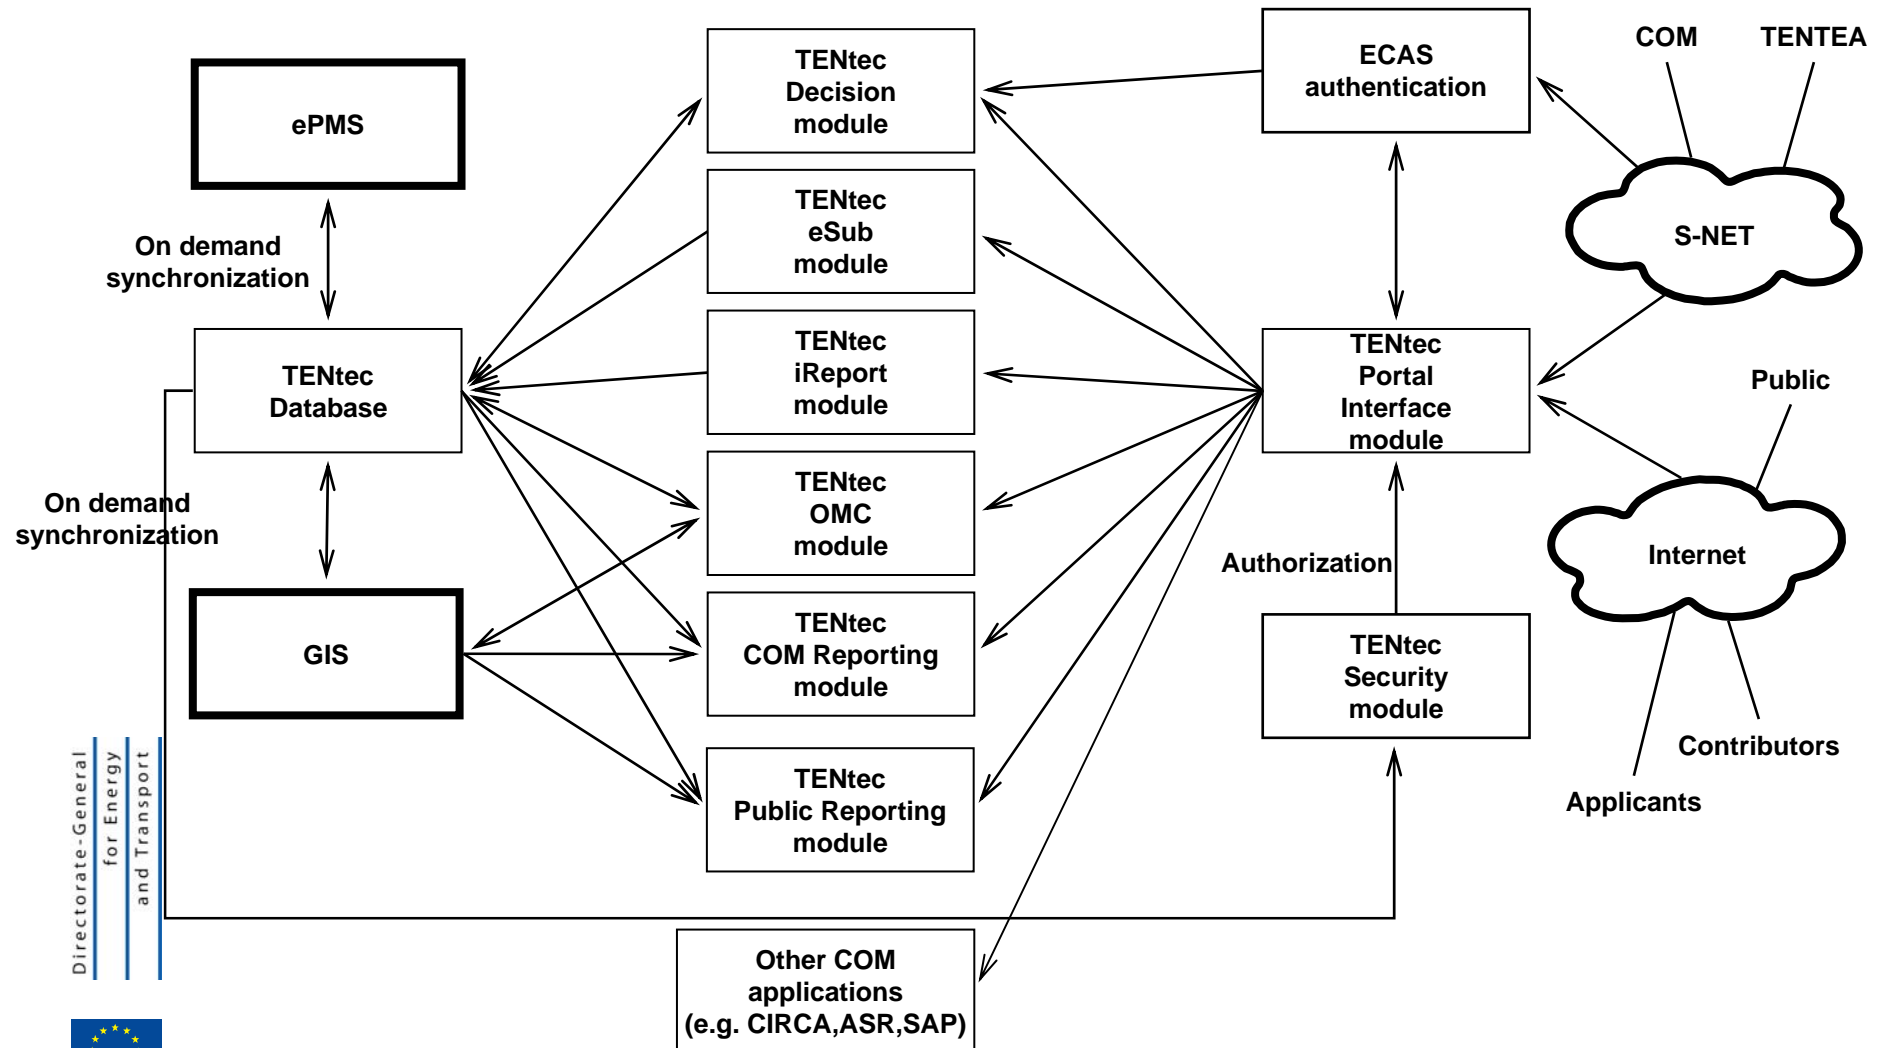 COM
TENTEA
ePMS
TENtec
Decision
module
ECAS
authentication
TENtec
eSub
module
S-NET
On demand
synchronization
TENtec
Database
TENtec
iReport
module
TENtec
Portal
Interface
module
Public
On demand
synchronization
TENtec
OMC
module
Authorization
Internet
GIS
TENtec
COM Reporting
module
TENtec
Security
module
Contributors
Applicants
TENtec
Public Reporting
module
Directorate-General
for Energy
and Transport
Other COM
applications
(e.g. CIRCA,ASR,SAP)